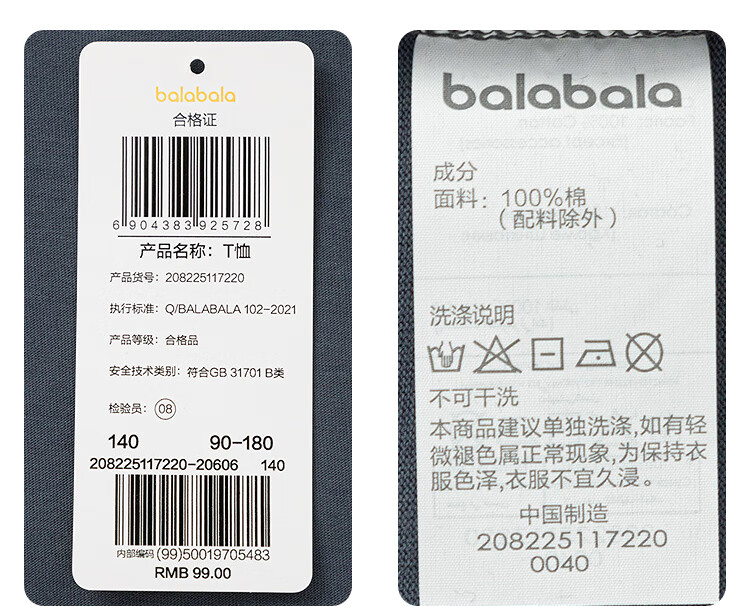 balabala
合格证
6904383925728
产品名称：T恤
产品货号：208225117220
执行标准：Q/BALABALA 102-2021
产品等级：合格品
安全技术类别：符合GB 31701 B类
检验员：08
140 90-180
208225117220-20606 140
内部编码 (99)50019705483
RMB 99.00
balabala
成分
面料：100%棉
（配料除外）
洗涤说明
不可干洗
本商品建议单独洗涤,如有轻
微褪色属正常现象,为保持衣
服色泽,衣服不宜久浸。
中国制造
208225117220
0040